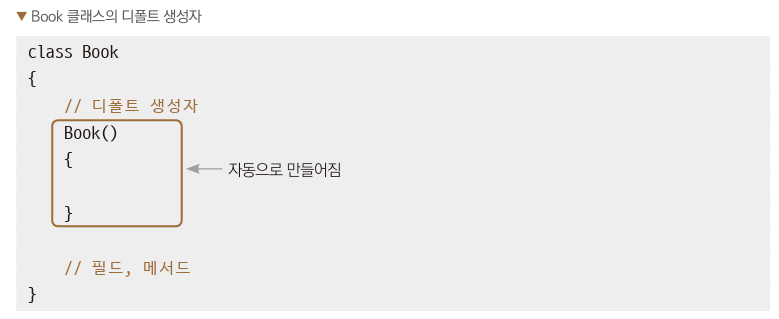 ▼ Book 클래스의 디폴트 생성자
class Book
{
// 디폴트 생성자
Book()
{
자동으로 만들어짐
}
// 필드, 메서드
}